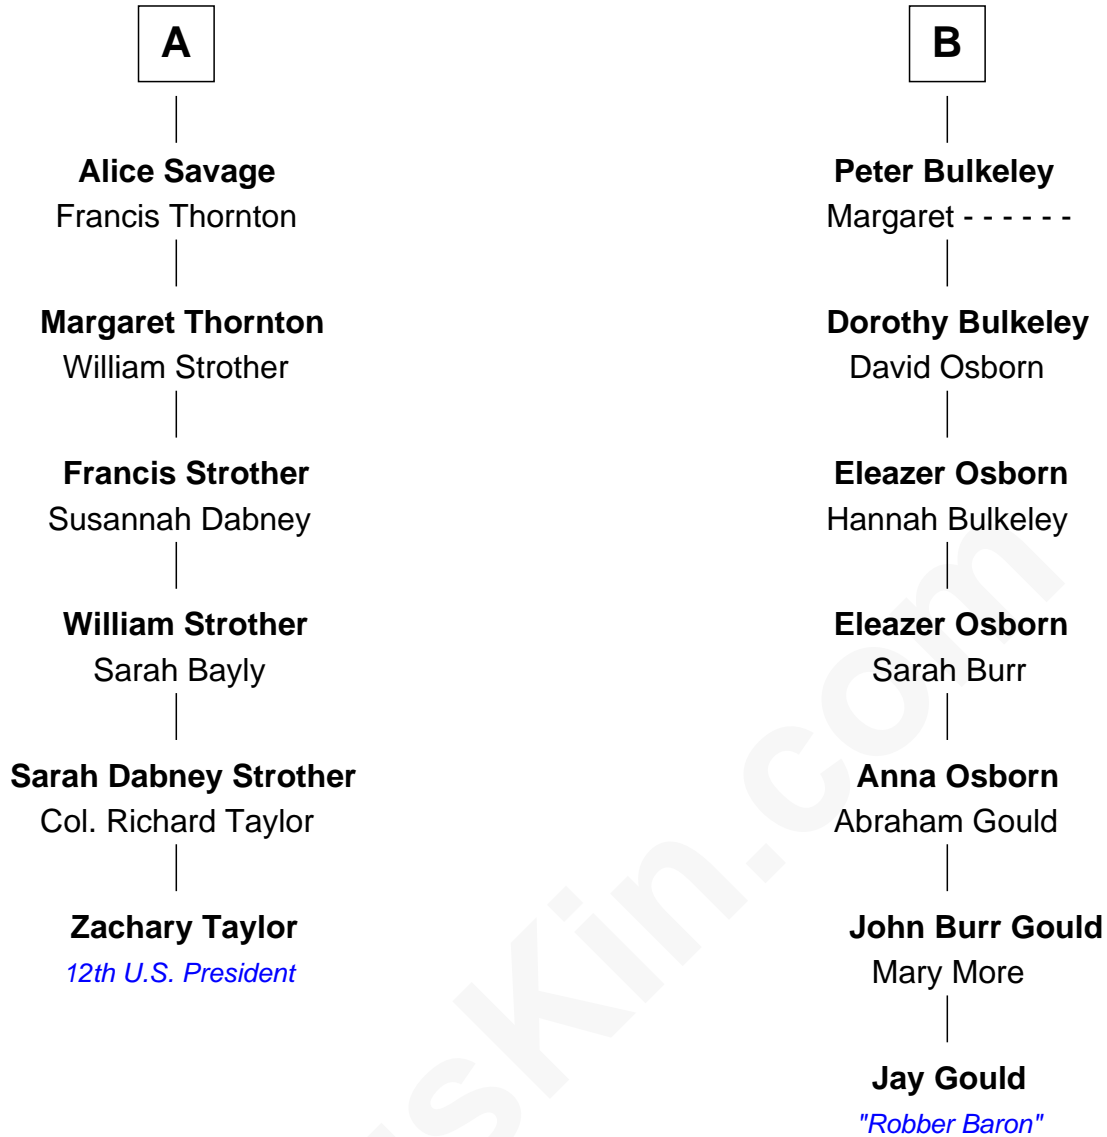 A
Alice Savage
Francis Thornton
Margaret Thornton
William Strother
Francis Strother
Susannah Dabney
William Strother
Sarah Bayly
Sarah Dabney Strother
Col. Richard Taylor
Zachary Taylor
12th U.S. President
B
Peter Bulkeley
Margaret - - - - - -
Dorothy Bulkeley
David Osborn
Eleazer Osborn
Hannah Bulkeley
Eleazer Osborn
Sarah Burr
Anna Osborn
Abraham Gould
John Burr Gould
Mary More
Jay Gould
"Robber Baron"